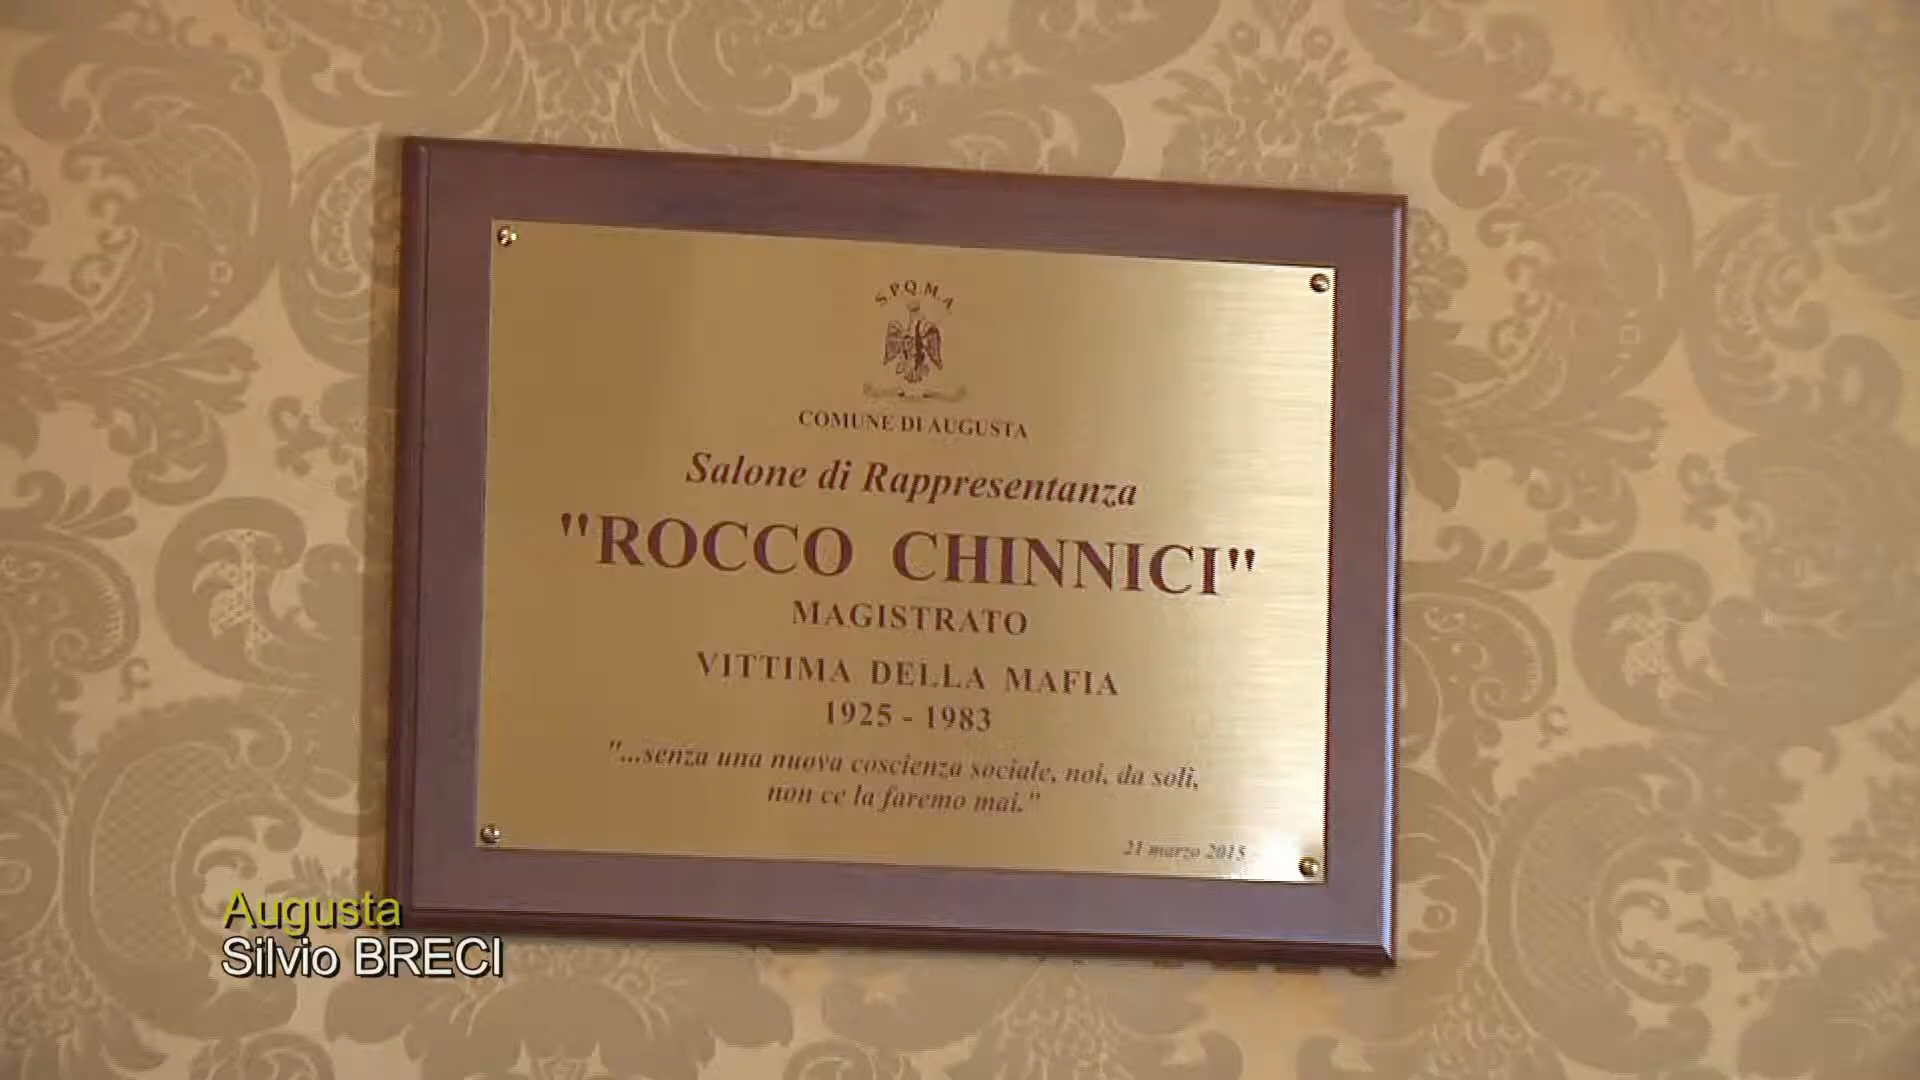 S.P.Q.M.A
COMUNE DI AUGUSTA
Salone di Rappresentanza
"ROCCO CHINNICI"
MAGISTRATO
VITTIMA DELLA MAFIA
1925 - 1983
"...senza una nuova coscienza sociale, noi, da soli,
non ce la faremo mai."
21 marzo 2015
Augusta
Silvio BRECI